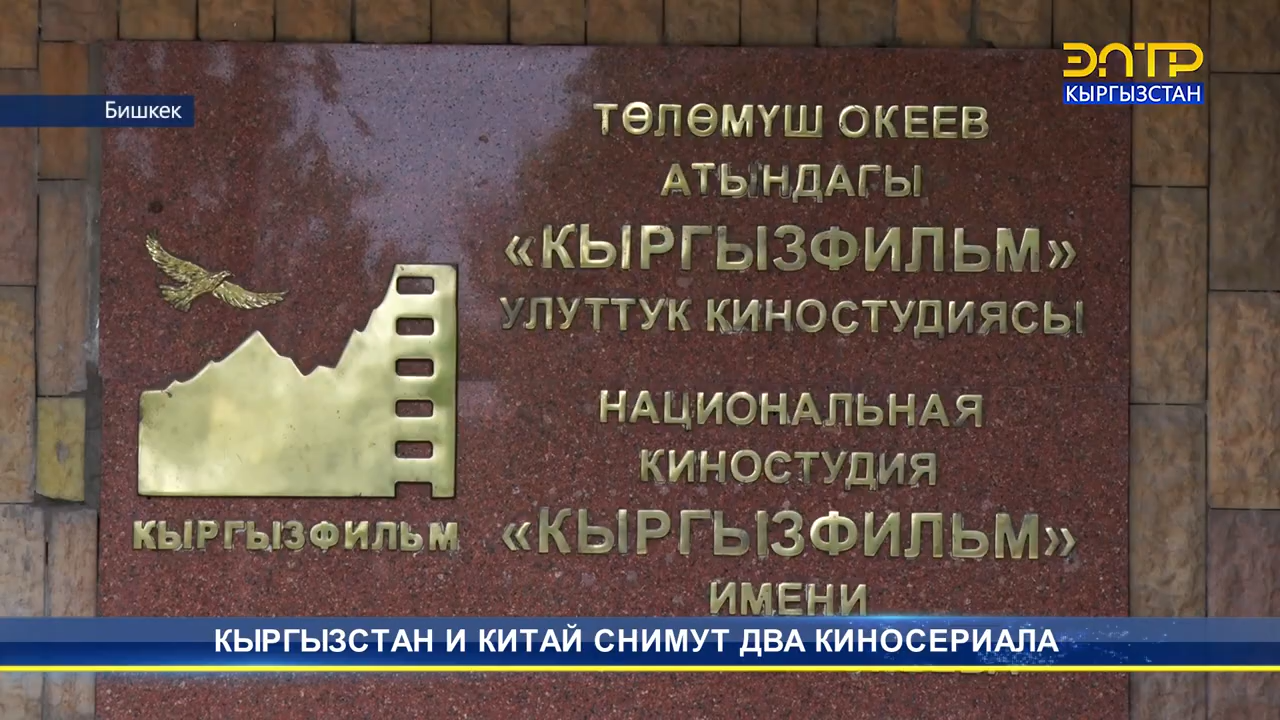 Бишкек
ЭЛТР
КЫРГЫЗСТАН
ТӨЛӨМҮШ ОКЕЕВ
АТЫНДАГЫ
«КЫРГЫЗФИЛЬМ»
УЛУТТУК КИНОСТУДИЯСЫ
НАЦИОНАЛЬНАЯ
КИНОСТУДИЯ
«КЫРГЫЗФИЛЬМ»
ИМЕНИ
КЫРГЫЗФИЛЬМ
КЫРГЫЗСТАН И КИТАЙ СНИМУТ ДВА КИНОСЕРИАЛА